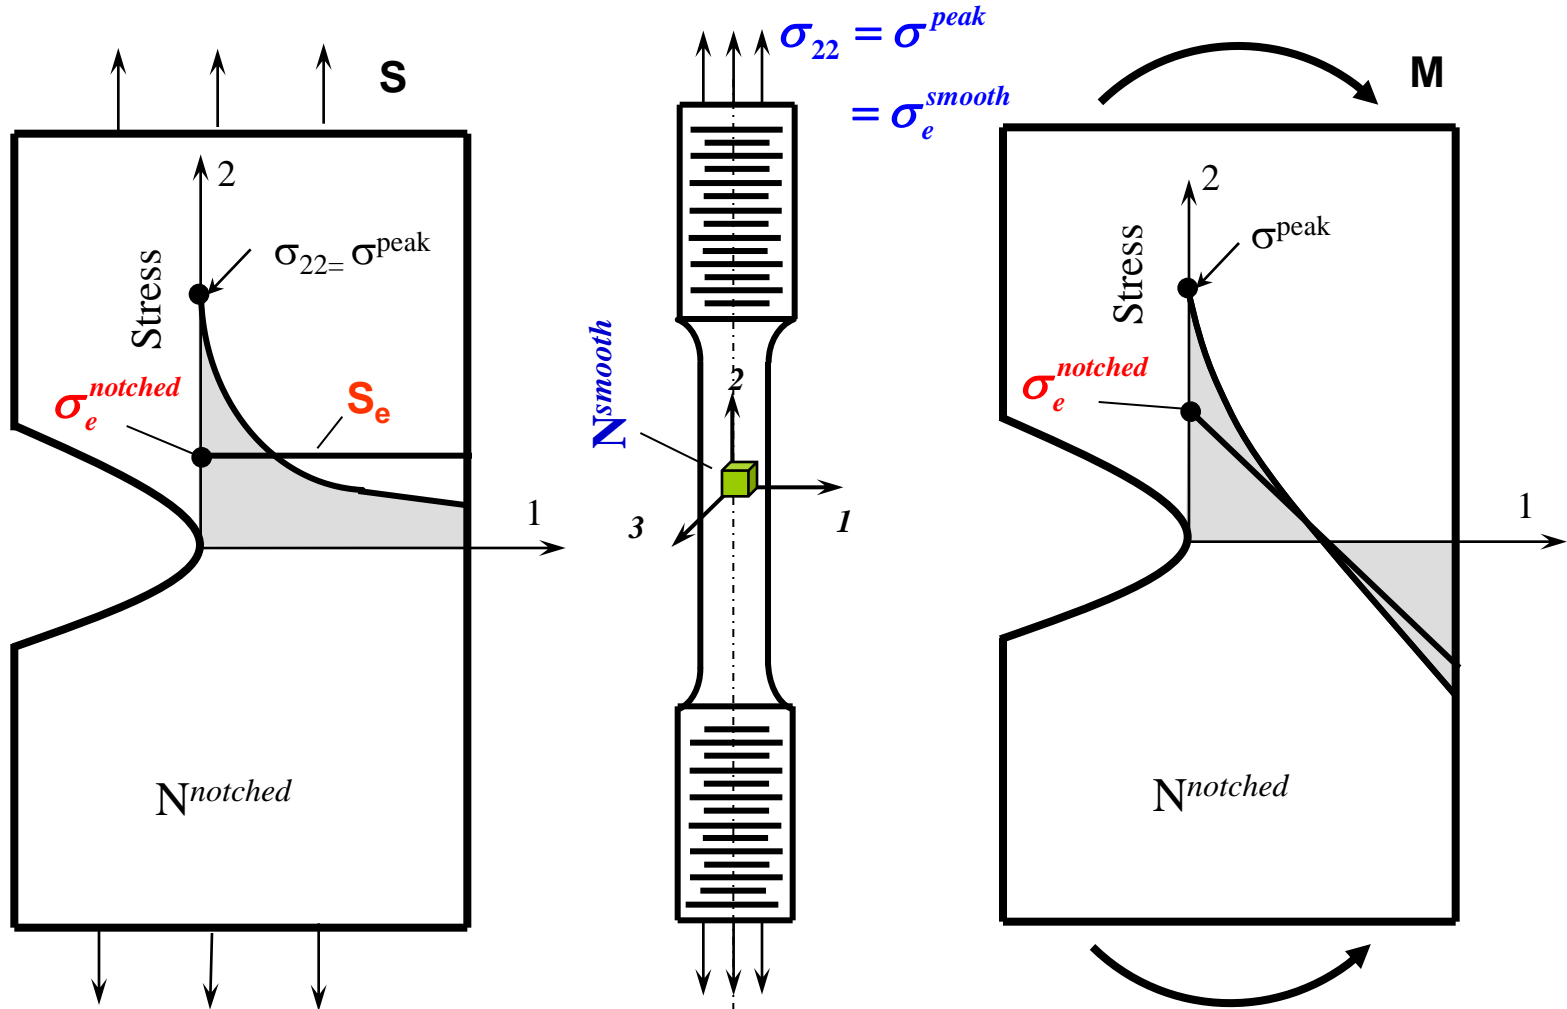 S
2
σ22= σpeak
Stress
σe notched
Se
1
Nnotched
σ22 = σpeak
= σe smooth
Nsmooth
2
1
3
M
2
σpeak
Stress
σe notched
1
Nnotched